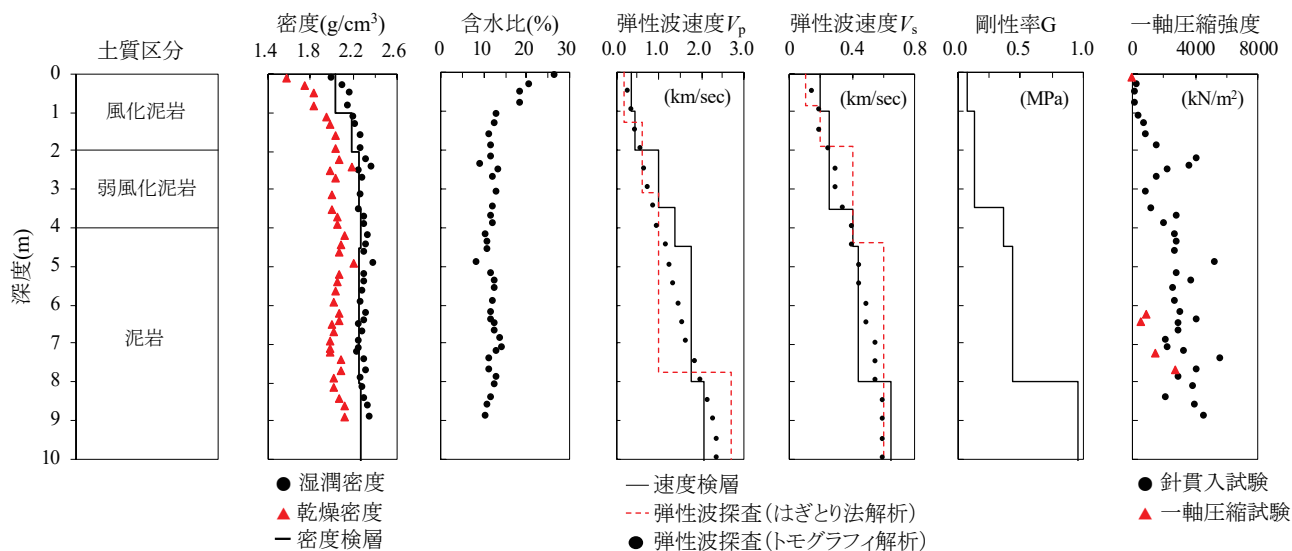 密度(g/cm³)
含水比(%)
弾性波速度Vp
弾性波速度Vs
剛性率G
一軸圧縮強度
土質区分
1.4 1.8 2.2 2.6
0 10 20 30
0.0 1.0 2.0 3.0
0 0.4 0.8
0.0 0.5 1.0
0 4000 8000
(km/sec)
(km/sec)
(MPa)
(kN/m²)
深度(m)
0
1
2
3
4
5
6
7
8
9
10
風化泥岩
弱風化泥岩
泥岩
湿潤密度
乾燥密度
密度検層
速度検層
弾性波探査(はぎとり法解析)
弾性波探査(トモグラフィ解析)
針貫入試験
一軸圧縮試験